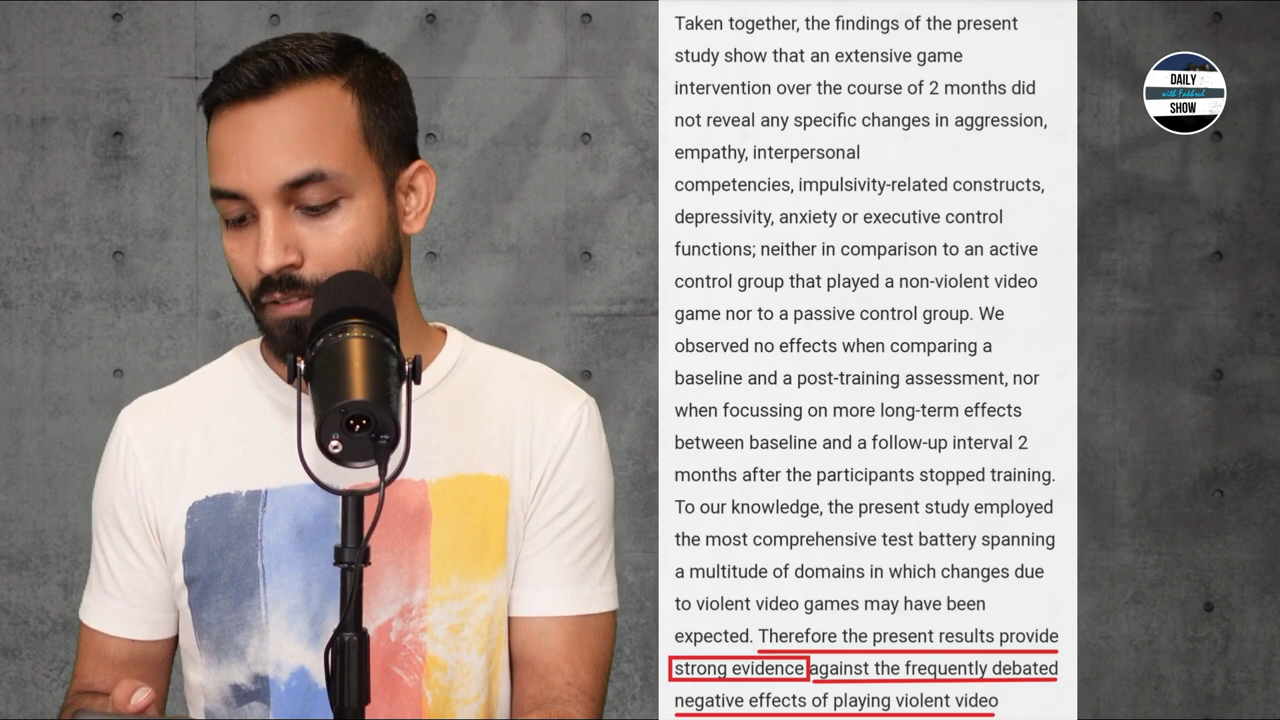 Taken together, the findings of the present
study show that an extensive game
intervention over the course of 2 months did
not reveal any specific changes in aggression,
empathy, interpersonal
competencies, impulsivity-related constructs,
depressivity, anxiety or executive control
functions; neither in comparison to an active
control group that played a non-violent video
game nor to a passive control group. We
observed no effects when comparing a
baseline and a post-training assessment, nor
when focussing on more long-term effects
between baseline and a follow-up interval 2
months after the participants stopped training.
To our knowledge, the present study employed
the most comprehensive test battery spanning
a multitude of domains in which changes due
to violent video games may have been
expected. Therefore the present results provide
strong evidence against the frequently debated
negative effects of playing violent video
DAILY
with Fakhrul
SHOW